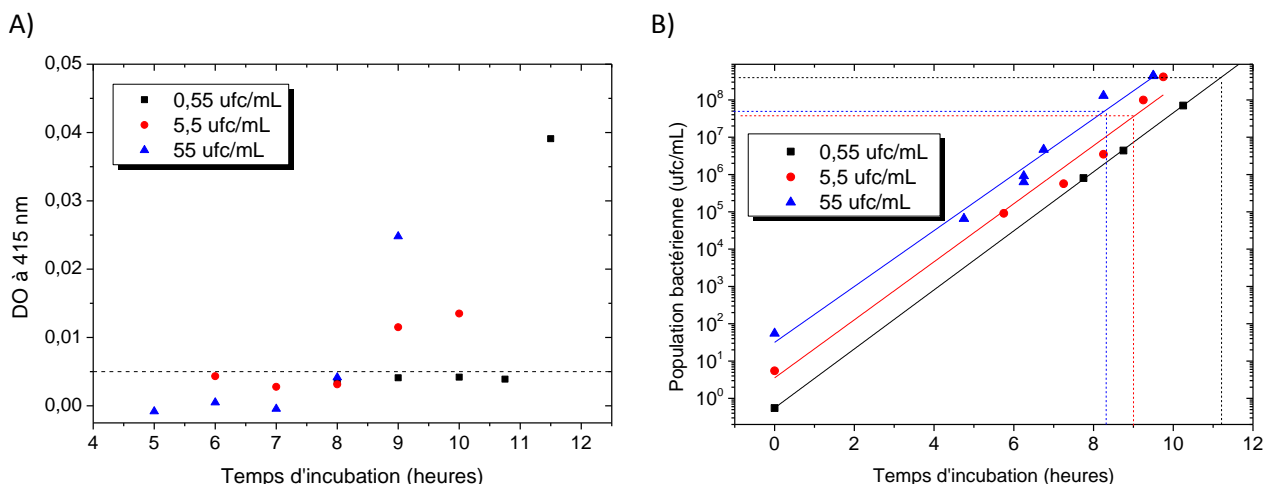 A)
0,05
0,04
0,03
0,02
0,01
0,00
DO à 415 nm
0,55 ufc/mL
5,5 ufc/mL
55 ufc/mL
4 5 6 7 8 9 10 11 12
Temps d'incubation (heures)
B)
10^8
10^7
10^6
10^5
10^4
10^3
10^2
10^1
10^0
Population bactérienne (ufc/mL)
0,55 ufc/mL
5,5 ufc/mL
55 ufc/mL
0 2 4 6 8 10 12
Temps d'incubation (heures)